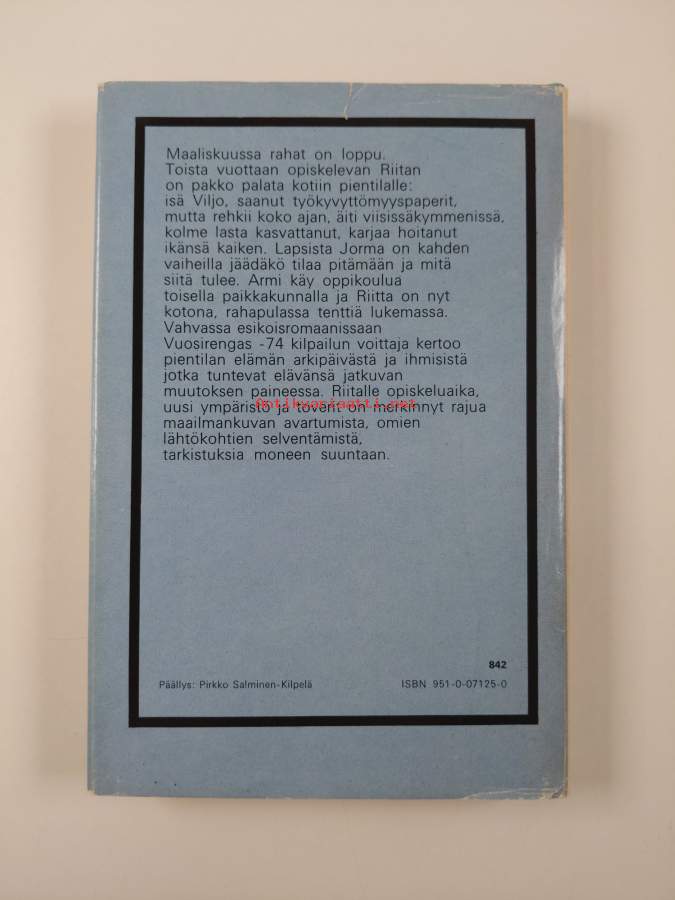 Maaliskuussa rahat on loppu.
Toista vuottaan opiskelevan Riitan
on pakko palata kotiin pientilalle:
isä Viljo, saanut työkyvyttömyyspaperit,
mutta rehkii koko ajan, äiti viisissäkymmenissä,
kolme lasta kasvattanut, karjaa hoitanut
ikänsä kaiken. Lapsista Jorma on kahden
vaiheilla jäädäkö tilaa pitämään ja mitä
siitä tulee. Armi käy oppikoulua
toisella paikkakunnalla ja Riitta on nyt
kotona, rahapulassa tenttiä lukemassa.
Vahvassa esikoisromaanissaan
Vuosirengas -74 kilpailun voittaja kertoo
pientilan elämän arkipäivästä ja ihmisistä
jotka tuntevat elävänsä jatkuvan
muutoksen paineessa. Riitalle opiskeluaika,
uusi ympäristö ja toverit on merkinnyt rajua
Antikvariaatti.net
maailmankuvan avartumista, omien
lähtökohtien selventämistä,
tarkistuksia moneen suuntaan.
842
Päällys: Pirkko Salminen-Kilpelä
ISBN 951-0-07125-0